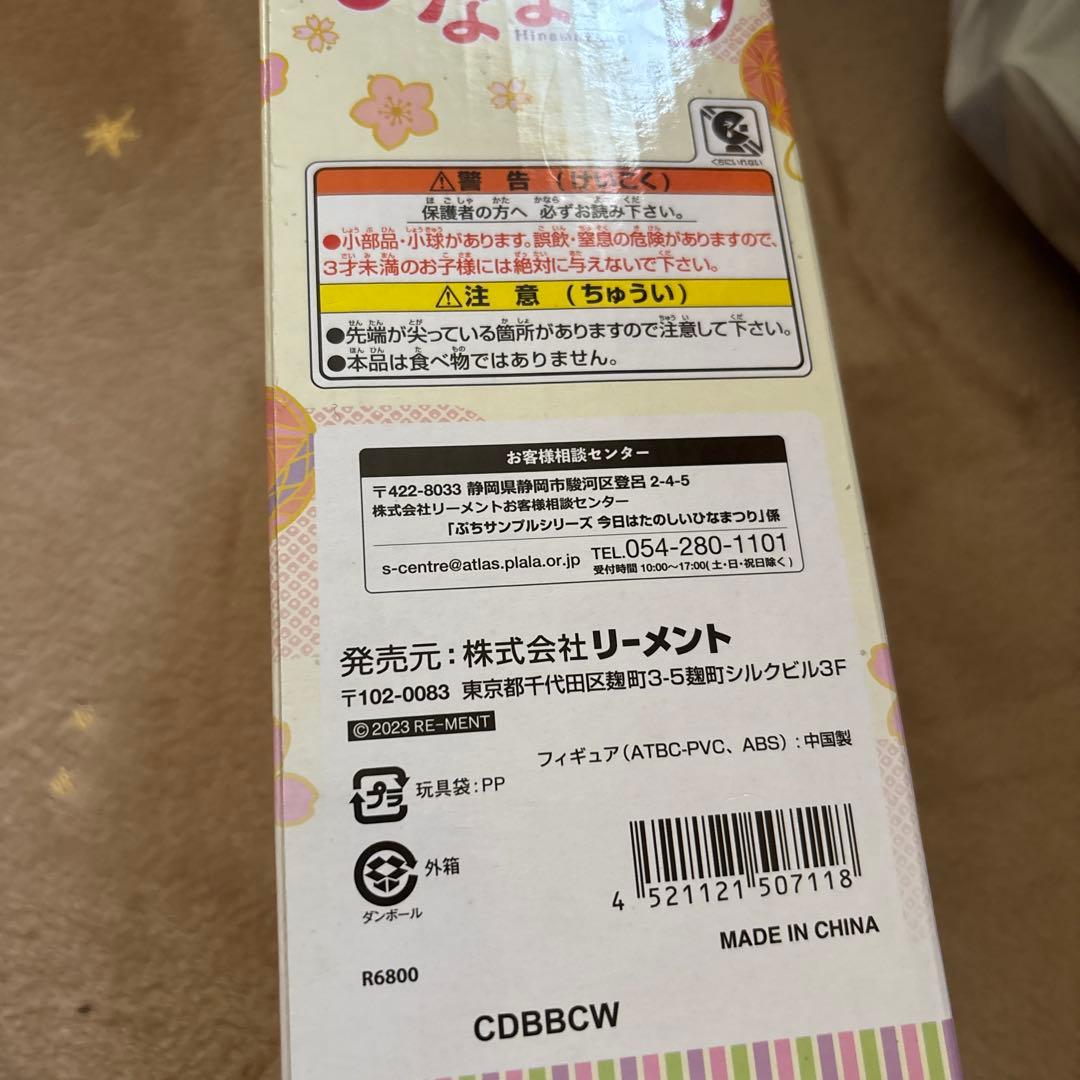 Hinamatsuri
くちにいれない
⚠警 告 (けいこく)
保護者の方へ 必ずお読み下さい。
●小部品・小球があります。誤飲・窒息の危険がありますので、
3才未満のお子様には絶対に与えないで下さい。
⚠注 意 (ちゅうい)
●先端が尖っている箇所がありますので注意して下さい。
●本品は食べ物ではありません。
お客様相談センター
〒422-8033 静岡県静岡市駿河区登呂 2-4-5
株式会社リーメントお客様相談センター
「ぷちサンプルシリーズ 今日はたのしいひなまつり」係
s-centre@atlas.plala.or.jp TEL.054-280-1101
受付時間 10:00～17:00(土・日・祝日除く)
発売元:株式会社リーメント
〒102-0083 東京都千代田区麹町3-5麹町シルクビル3F
©2023 RE-MENT
フィギュア(ATBC-PVC、ABS):中国製
プラ 玩具袋:PP
外箱
ダンボール
4 521121 507118
MADE IN CHINA
R6800
CDBBCW